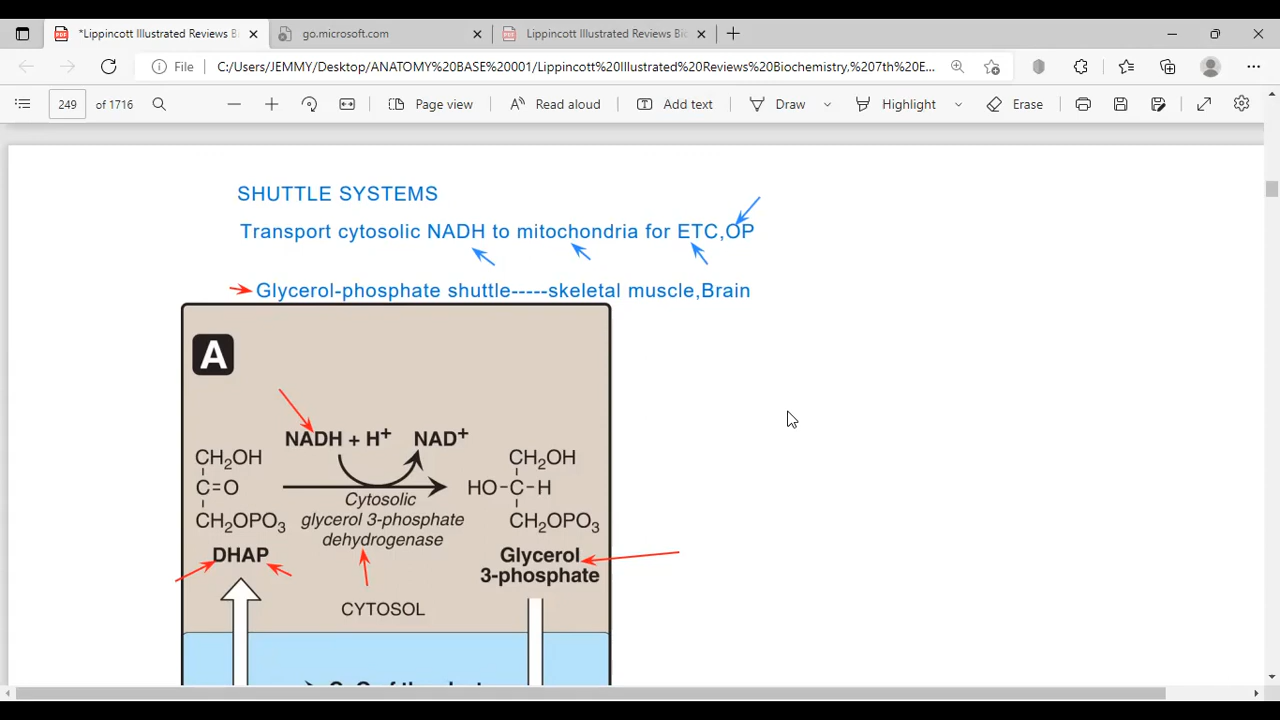 *Lippincott Illustrated Reviews B
go.microsoft.com
Lippincott Illustrated Reviews Bio
File
C:/Users/JEMMY/Desktop/ANATOMY%20BASE%20001/Lippincott%20Illustrated%20Reviews%20Biochemistry,%207th%20E...
249 of 1716
Page view
Read aloud
Add text
Draw
Highlight
Erase
SHUTTLE SYSTEMS
Transport cytosolic NADH to mitochondria for ETC,OP
Glycerol-phosphate shuttle-----skeletal muscle,Brain
A
NADH + H+ NAD+
CH2OH
C=O
CH2OPO3
DHAP
Cytosolic
glycerol 3-phosphate
dehydrogenase
CH2OH
HO-C-H
CH2OPO3
Glycerol
3-phosphate
CYTOSOL